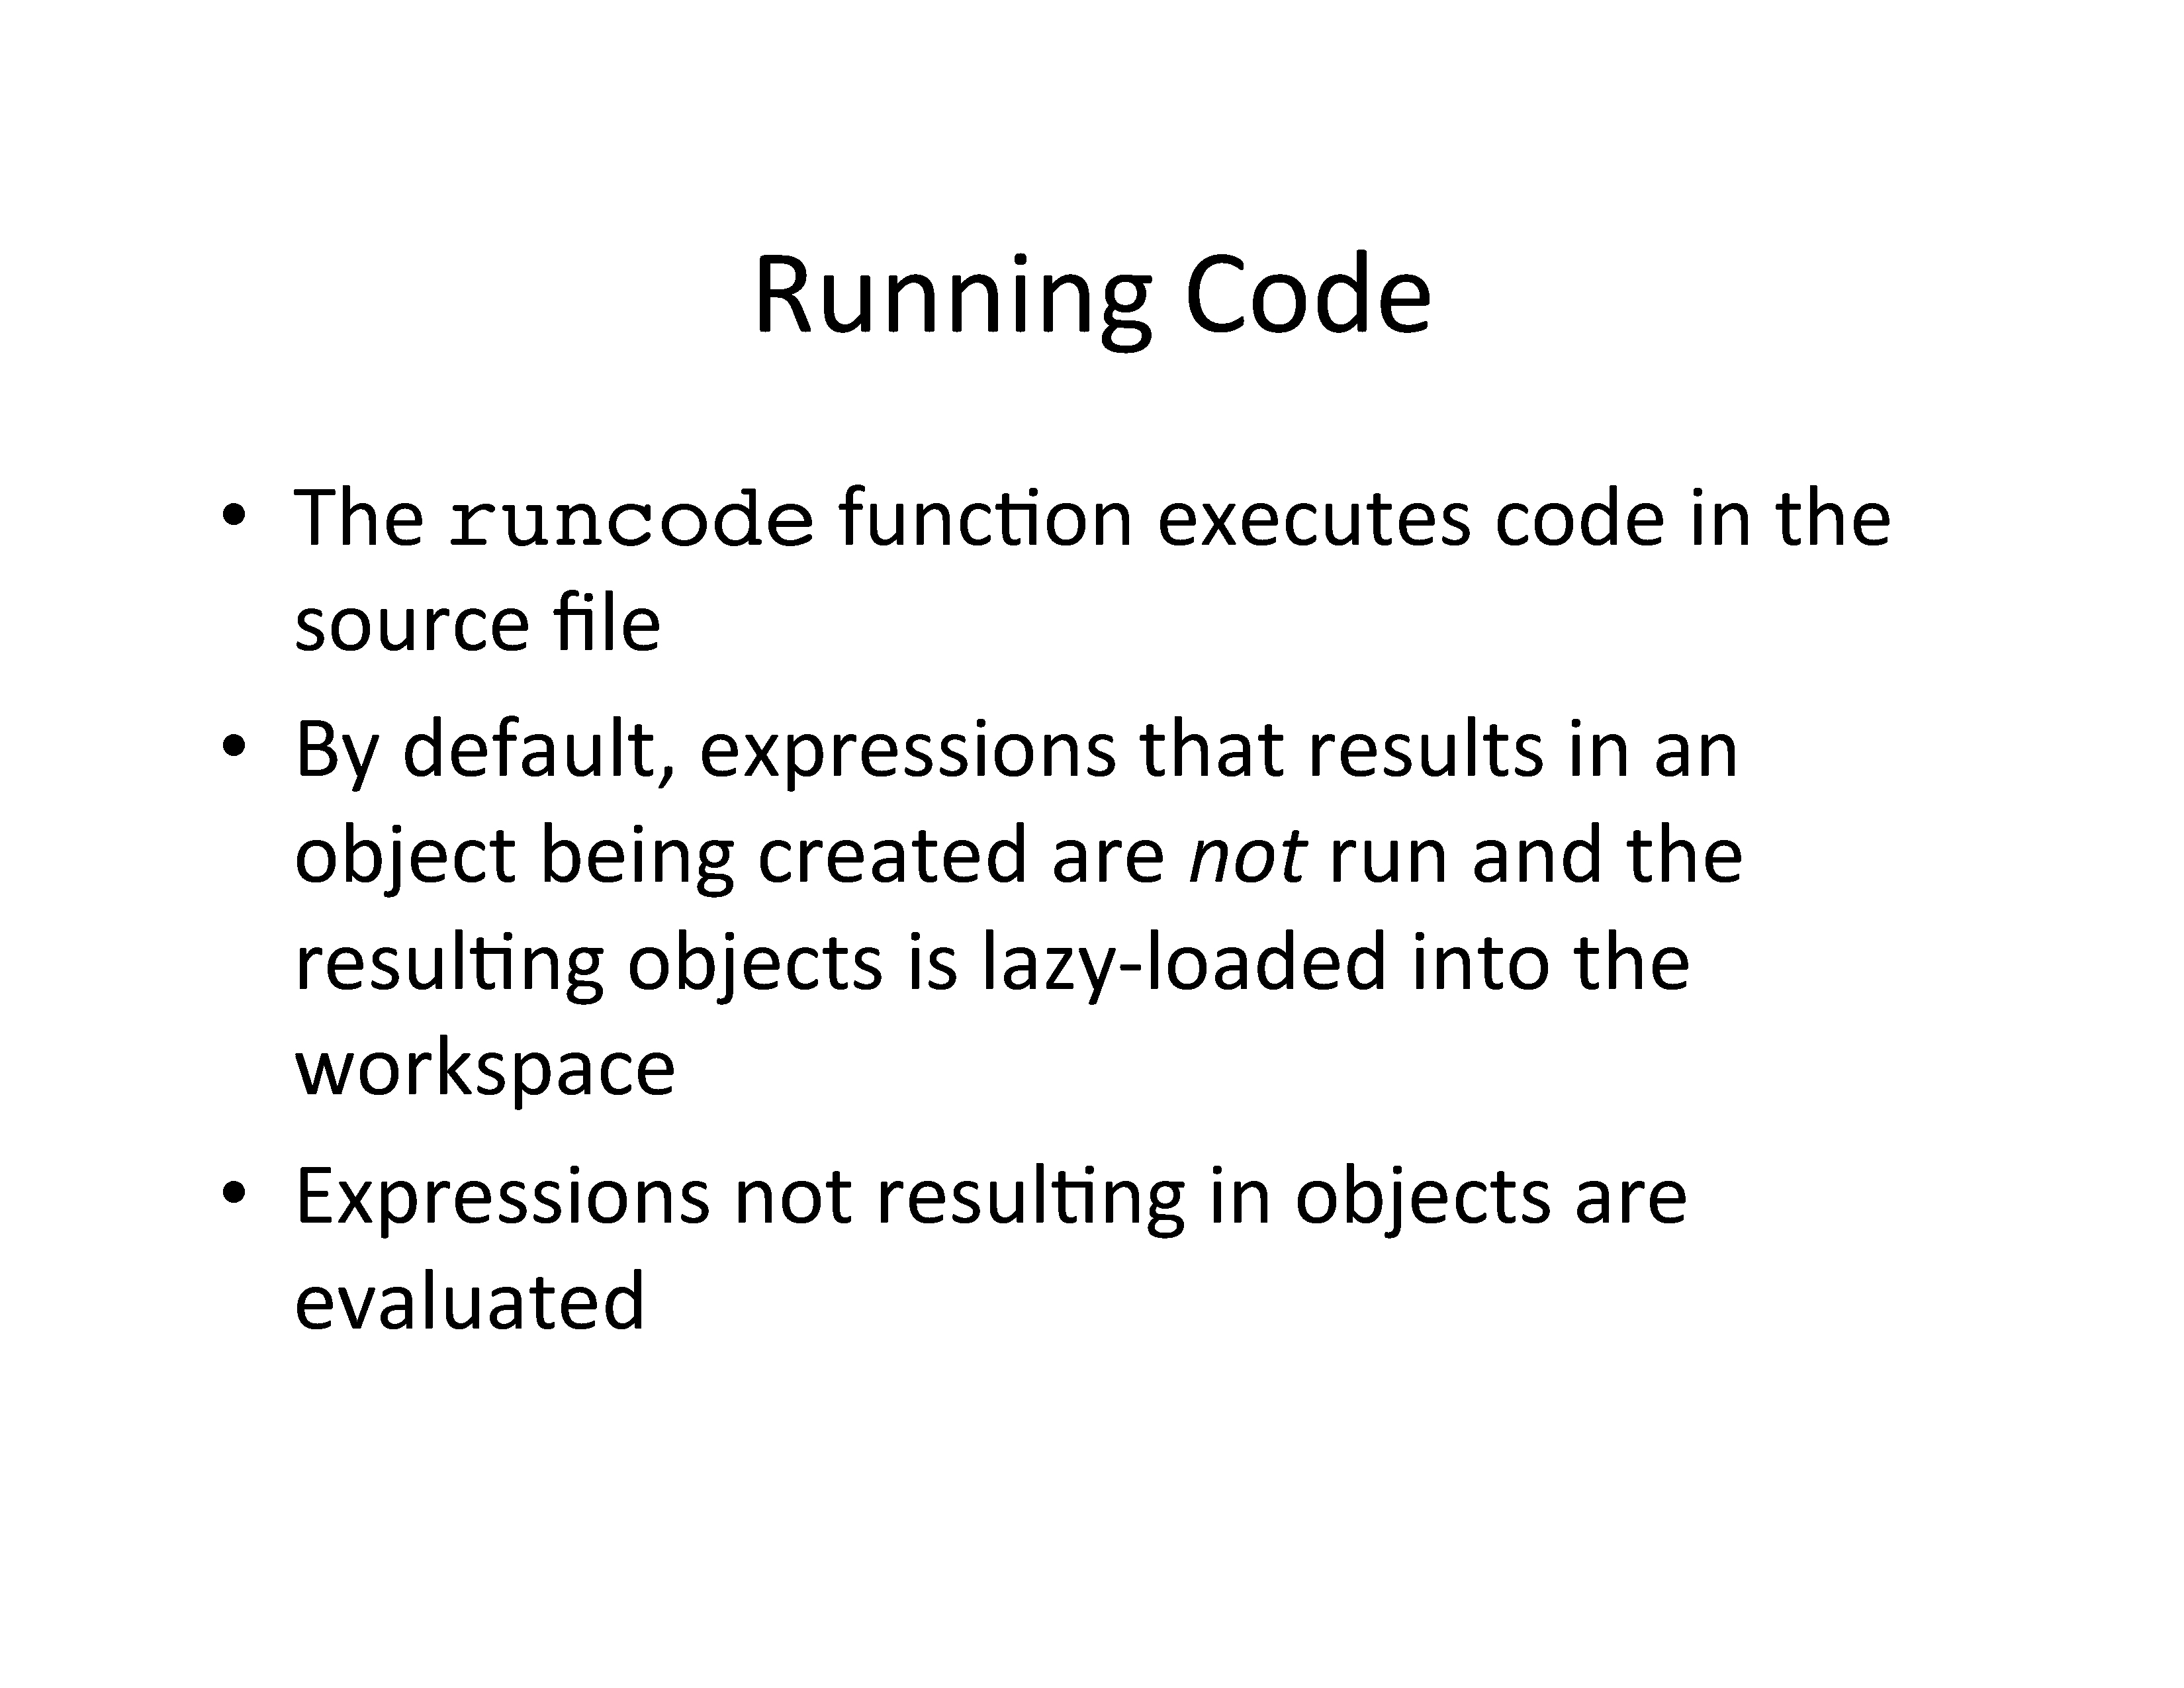 Running Code
• The runcode function executes code in the
source file
• By default, expressions that results in an
object being created are not run and the
resulting objects is lazy-loaded into the
workspace
• Expressions not resulting in objects are
evaluated